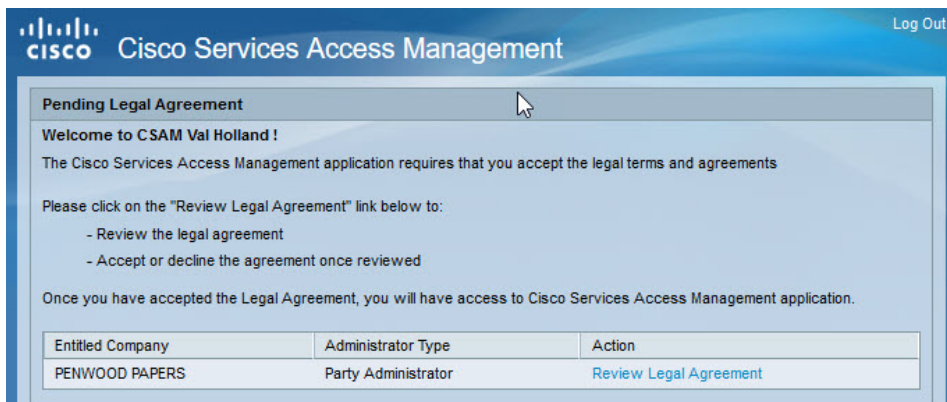 Log Out
CISCO Cisco Services Access Management
Pending Legal Agreement
Welcome to CSAM Val Holland !
The Cisco Services Access Management application requires that you accept the legal terms and agreements
Please click on the "Review Legal Agreement" link below to:
- Review the legal agreement
- Accept or decline the agreement once reviewed
Once you have accepted the Legal Agreement, you will have access to Cisco Services Access Management application.
Entitled Company Administrator Type Action
PENWOOD PAPERS Party Administrator Review Legal Agreement